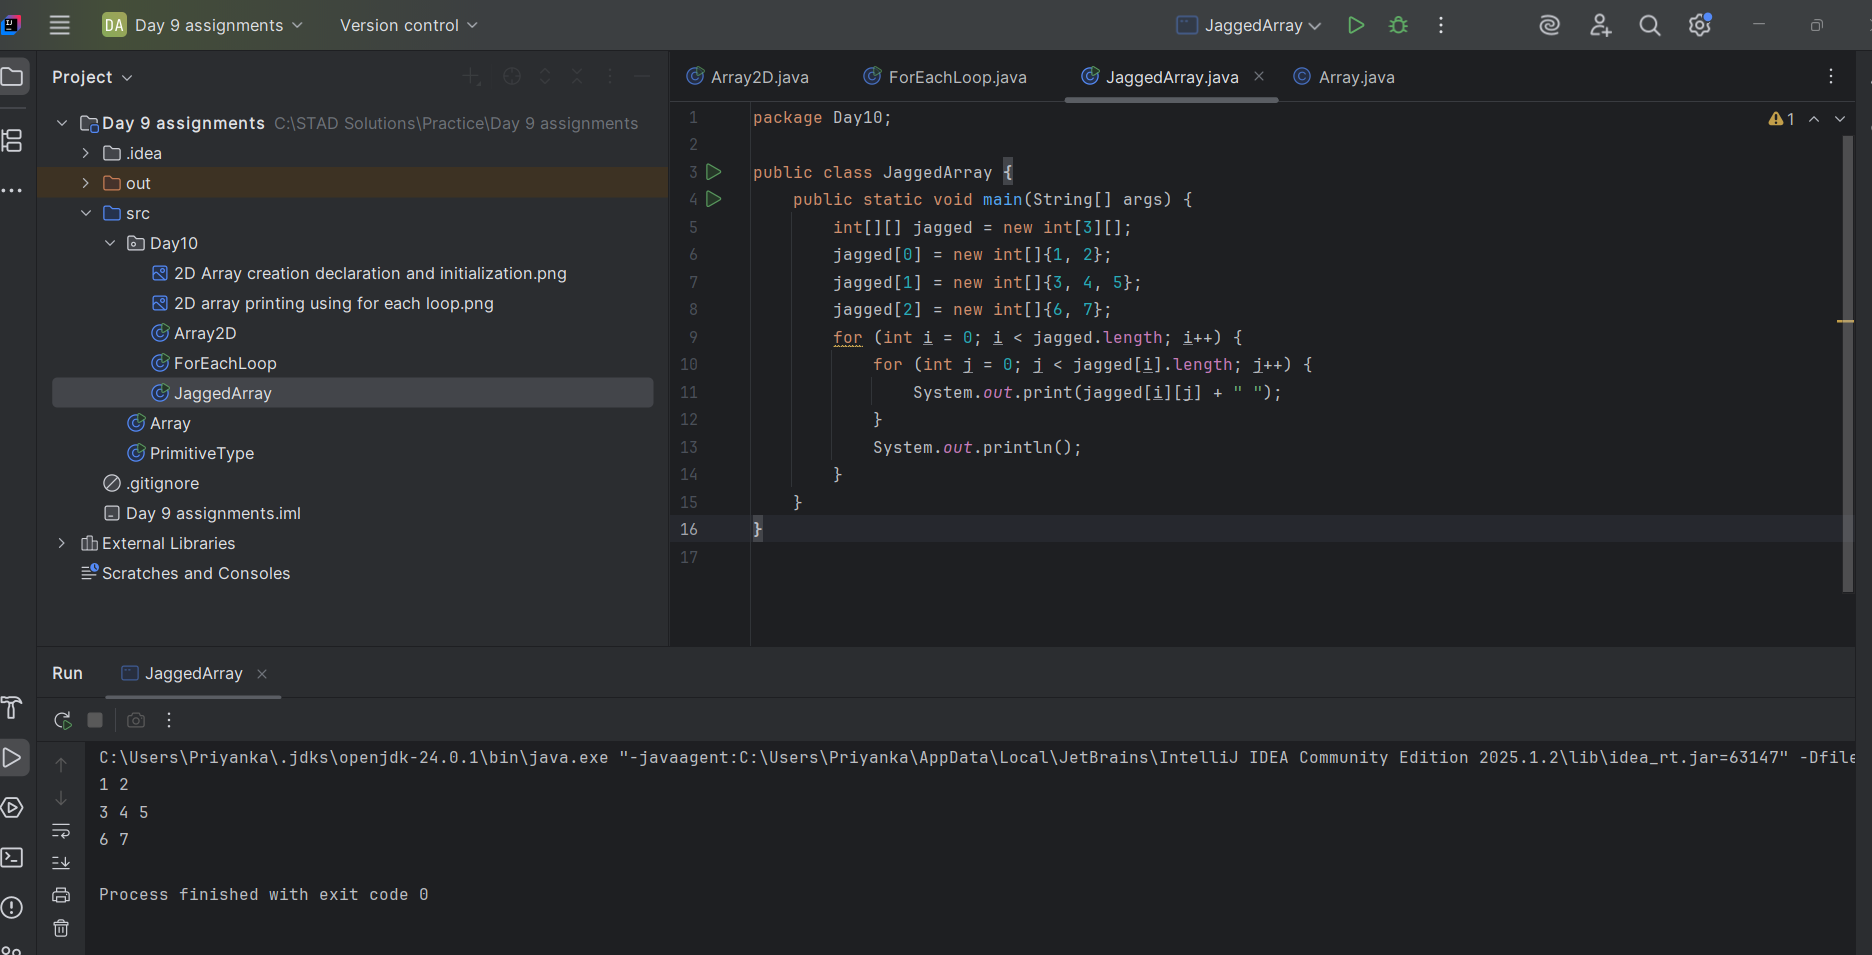 DA Day 9 assignments Version control JaggedArray
Project
Day 9 assignments C:\STAD Solutions\Practice\Day 9 assignments
.idea
out
src
Day10
2D Array creation declaration and initialization.png
2D array printing using for each loop.png
Array2D
ForEachLoop
JaggedArray
Array
PrimitiveType
.gitignore
Day 9 assignments.iml
External Libraries
Scratches and Consoles
Array2D.java ForEachLoop.java JaggedArray.java Array.java
1 package Day10; 1
2
3 public class JaggedArray {
4 public static void main(String[] args) {
5 int[][] jagged = new int[3][];
6 jagged[0] = new int[]{1, 2};
7 jagged[1] = new int[]{3, 4, 5};
8 jagged[2] = new int[]{6, 7};
9 for (int i = 0; i < jagged.length; i++) {
10 for (int j = 0; j < jagged[i].length; j++) {
11 System.out.print(jagged[i][j] + " ");
12 }
13 System.out.println();
14 }
15 }
16 }
17
Run JaggedArray
C:\Users\Priyanka\.jdks\openjdk-24.0.1\bin\java.exe "-javaagent:C:\Users\Priyanka\AppData\Local\JetBrains\IntelliJ IDEA Community Edition 2025.1.2\lib\idea_rt.jar=63147" -Dfile
1 2
3 4 5
6 7
Process finished with exit code 0